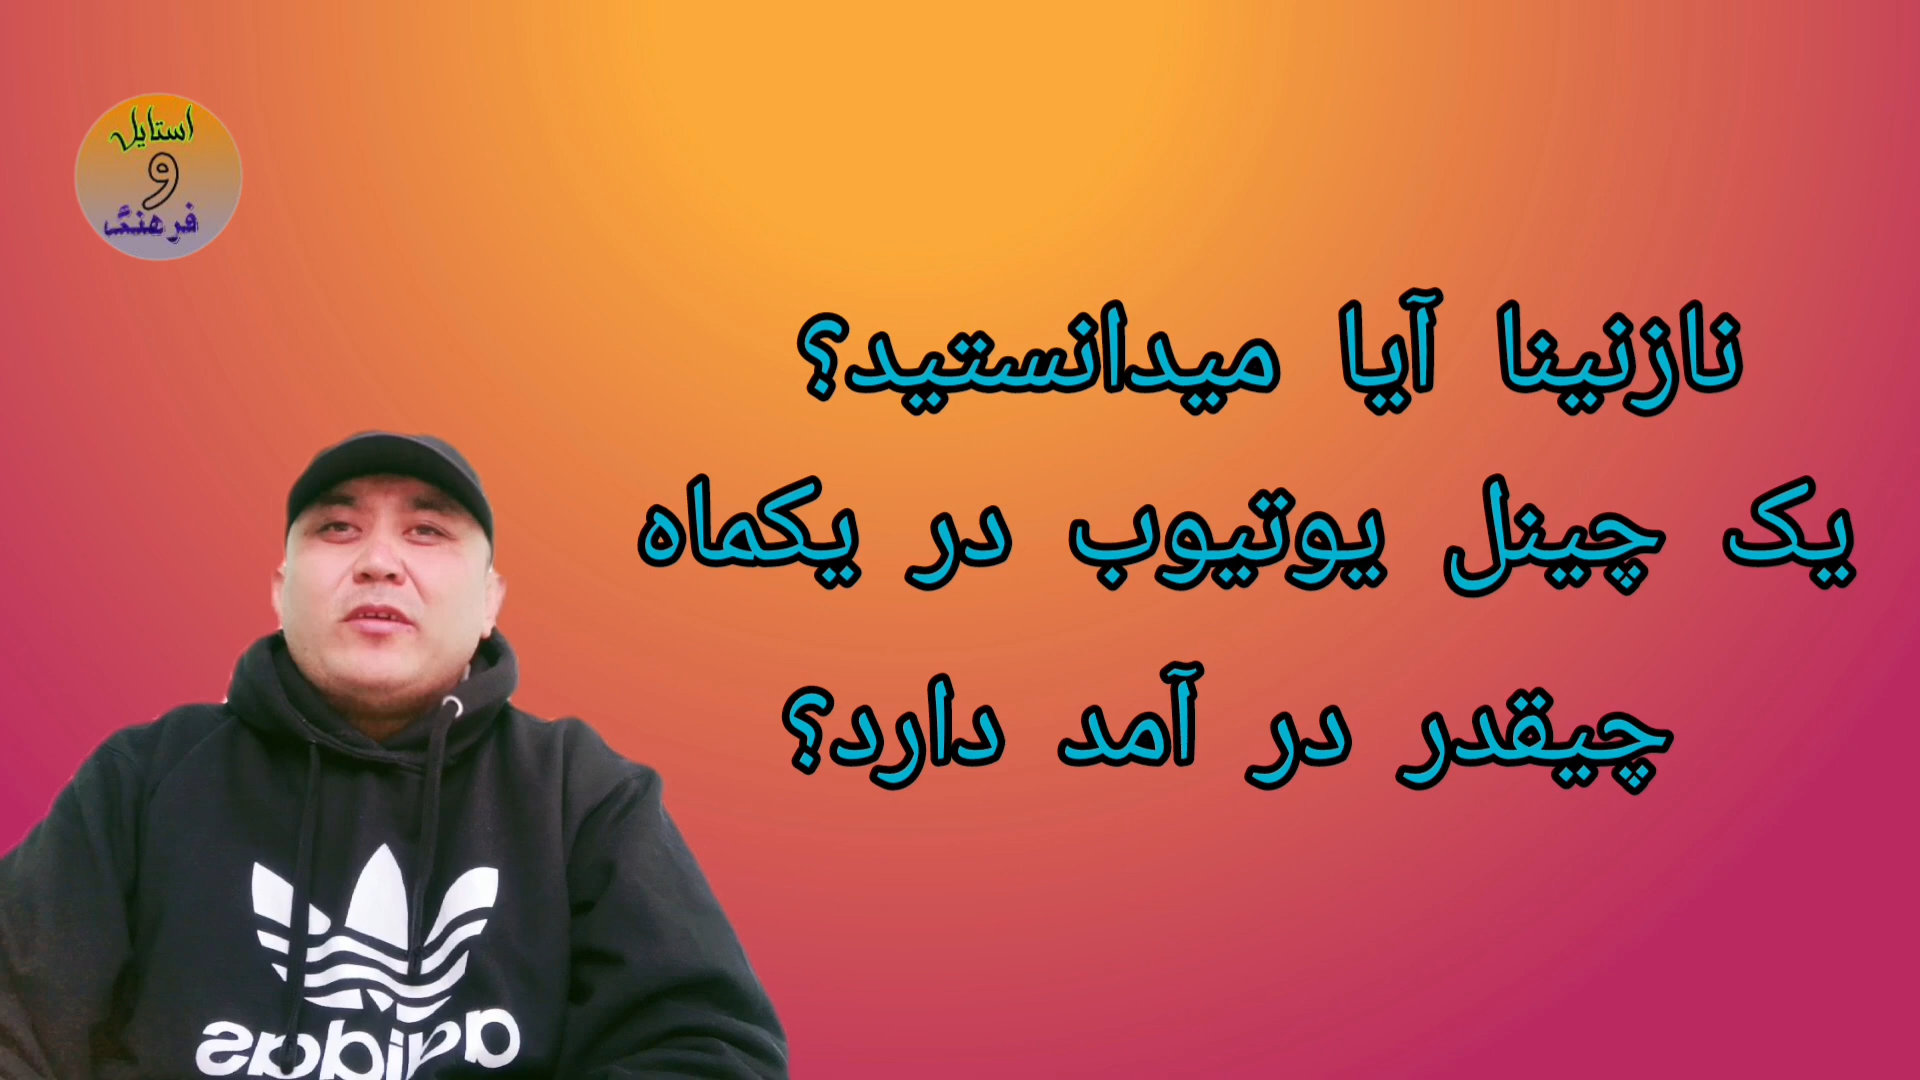 استایل
و
فرهنگ
نازنینا آیا میدانستید؟
یک چینل یوتیوب در یکماه
چیقدر در آمد دارد؟
adidas